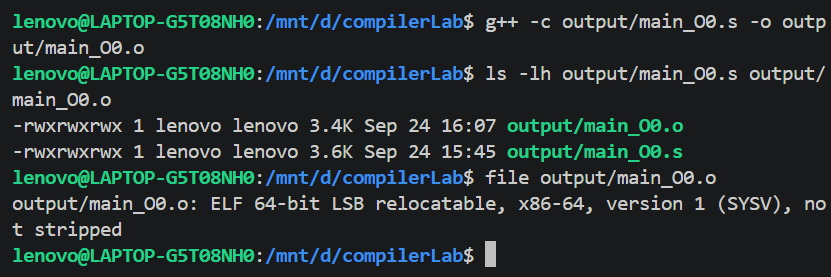 lenovo@LAPTOP-G5T08NH0:/mnt/d/compilerLab$ g++ -c output/main_O0.s -o outp
ut/main_O0.o
lenovo@LAPTOP-G5T08NH0:/mnt/d/compilerLab$ ls -lh output/main_O0.s output/
main_O0.o
-rwxrwxrwx 1 lenovo lenovo 3.4K Sep 24 16:07 output/main_O0.o
-rwxrwxrwx 1 lenovo lenovo 3.6K Sep 24 15:45 output/main_O0.s
lenovo@LAPTOP-G5T08NH0:/mnt/d/compilerLab$ file output/main_O0.o
output/main_O0.o: ELF 64-bit LSB relocatable, x86-64, version 1 (SYSV), no
t stripped
lenovo@LAPTOP-G5T08NH0:/mnt/d/compilerLab$